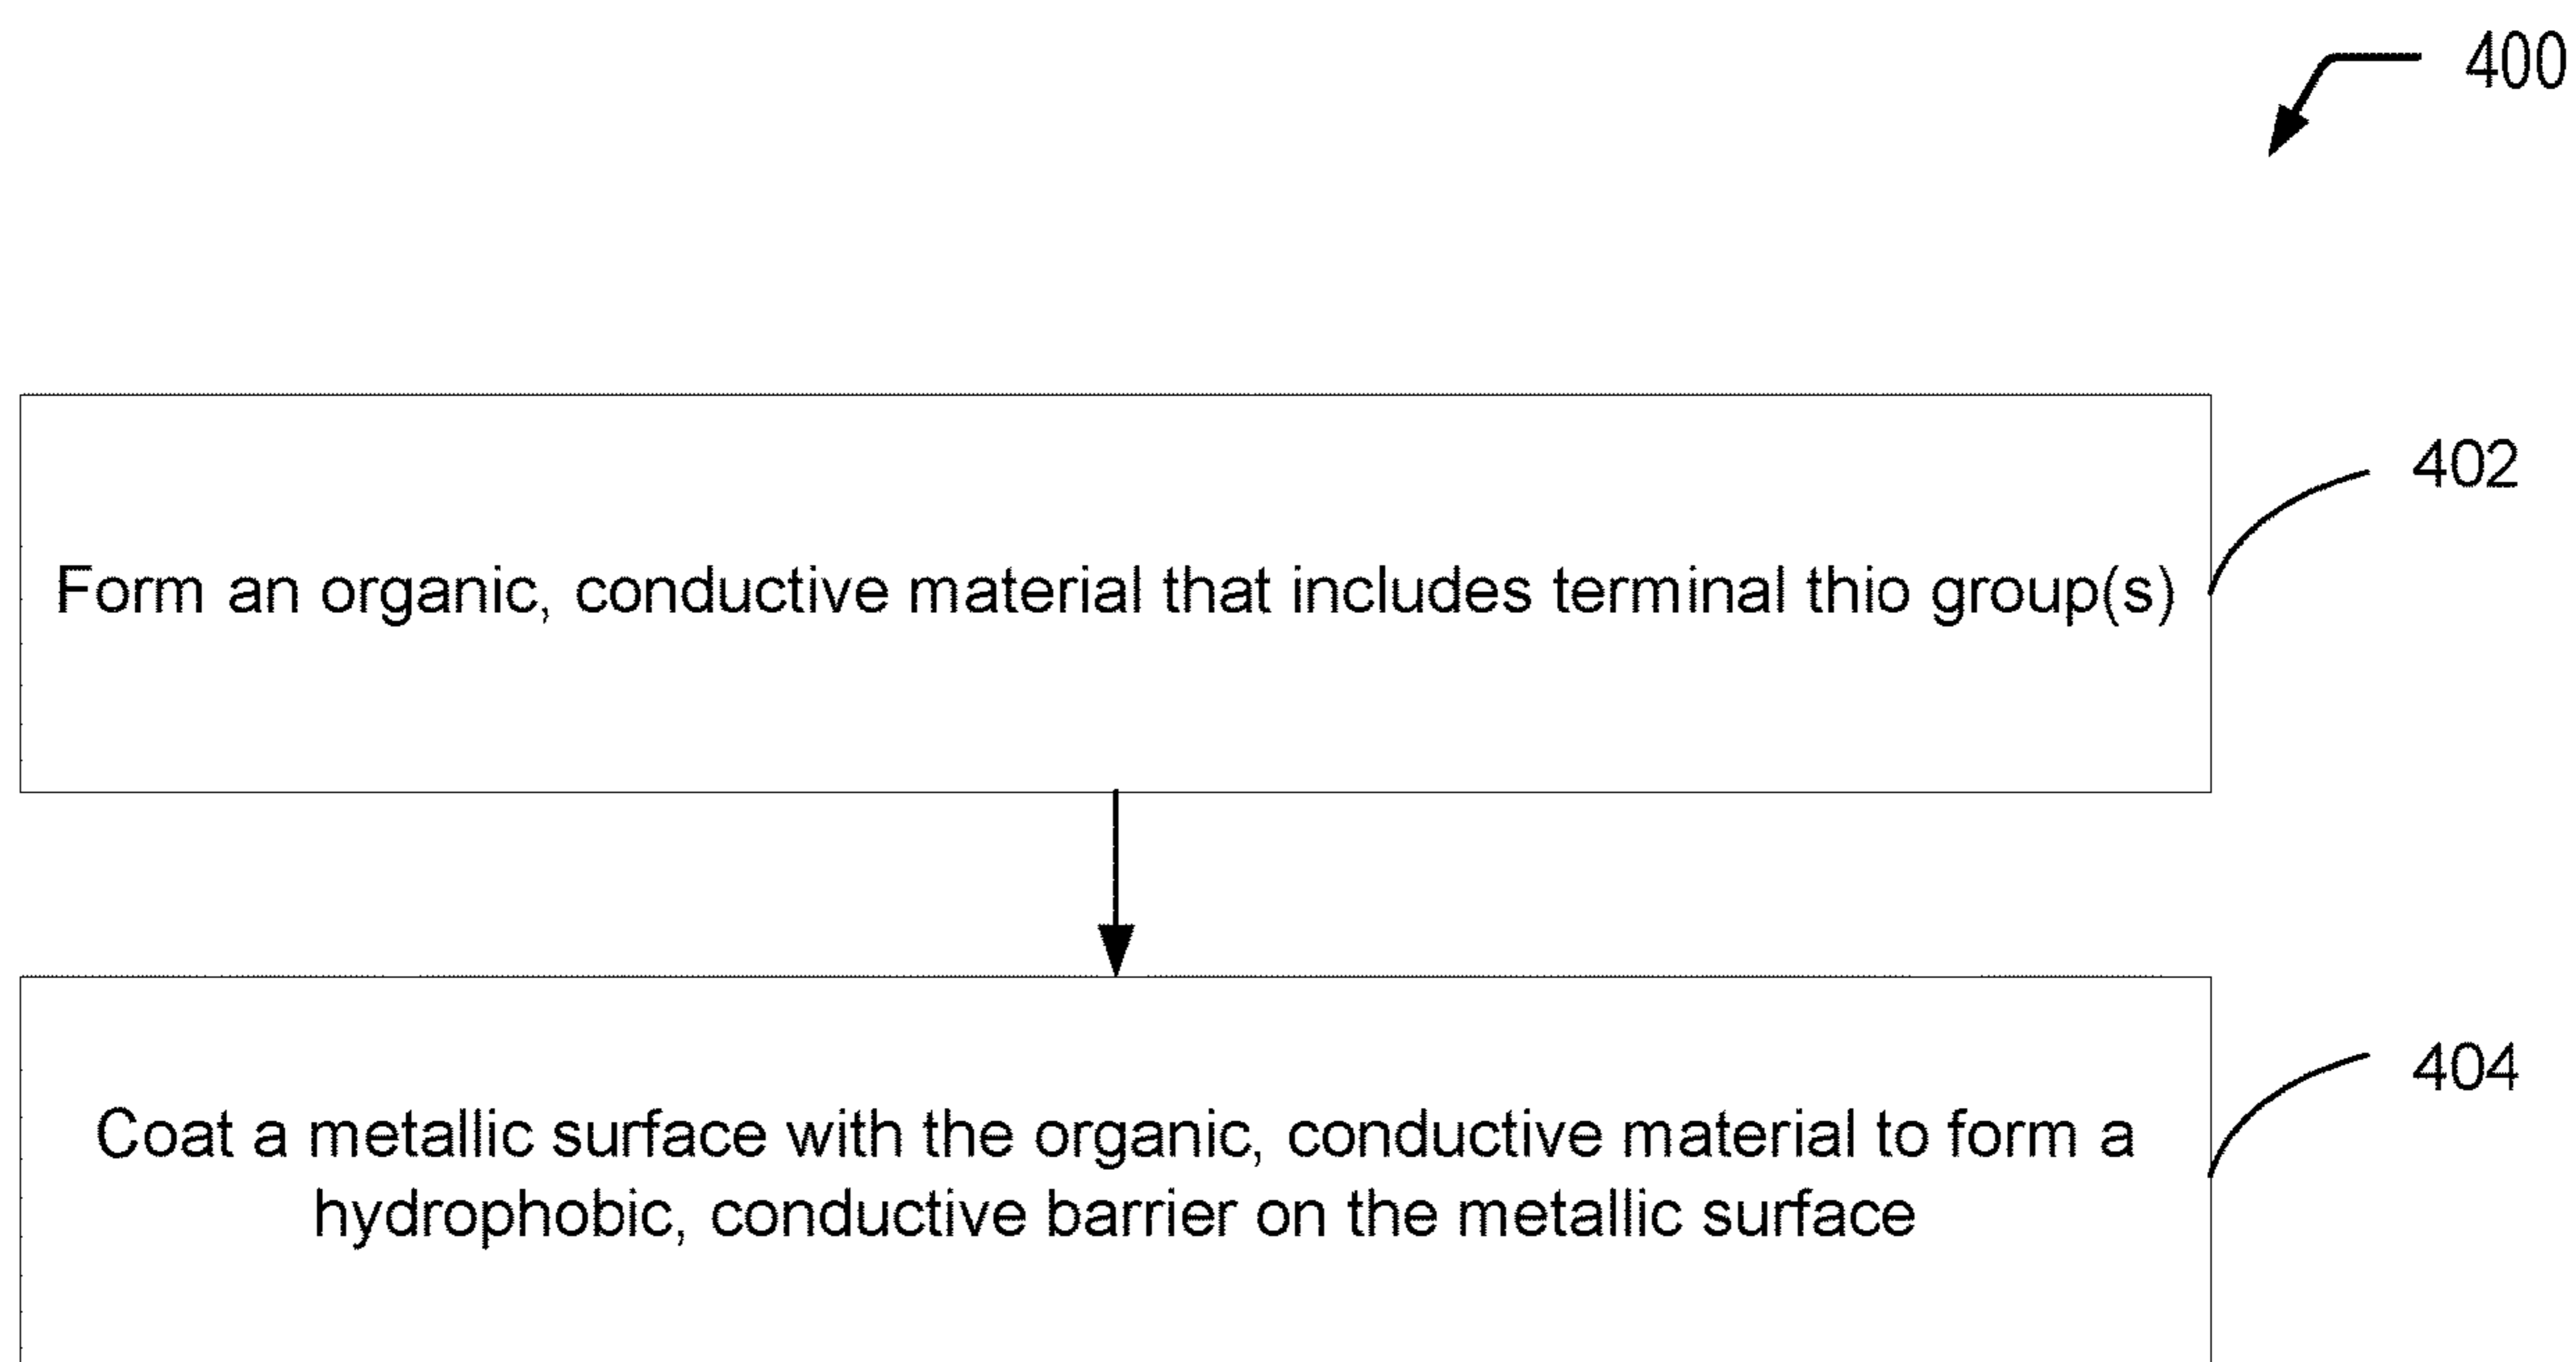 400
402
Form an organic, conductive material that includes terminal thio group(s)
404
Coat a metallic surface with the organic, conductive material to form a
hydrophobic, conductive barrier on the metallic surface